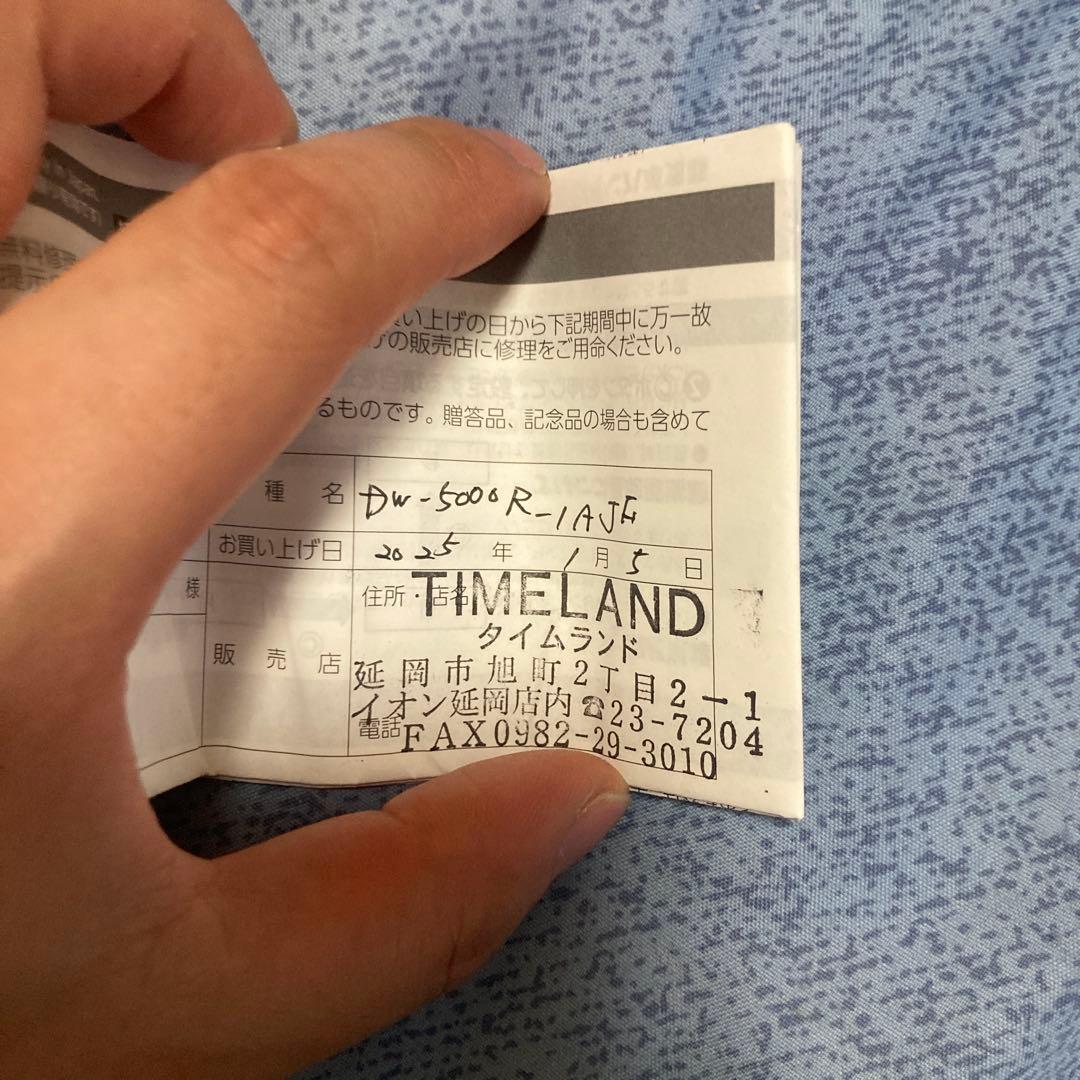 い上げの日から下記期間中に万一故
の販売店に修理をご用命ください。
るものです。贈答品、記念品の場合も含めて
種名 DW-5000R-1AJF
お買い上げ日 2025年 1月5日
様
販売店
住所・店名
TIMELAND
タイムランド
延岡市旭町2丁目2-1
イオン延岡店内☎23-7204
電話
FAX0982-29-3010